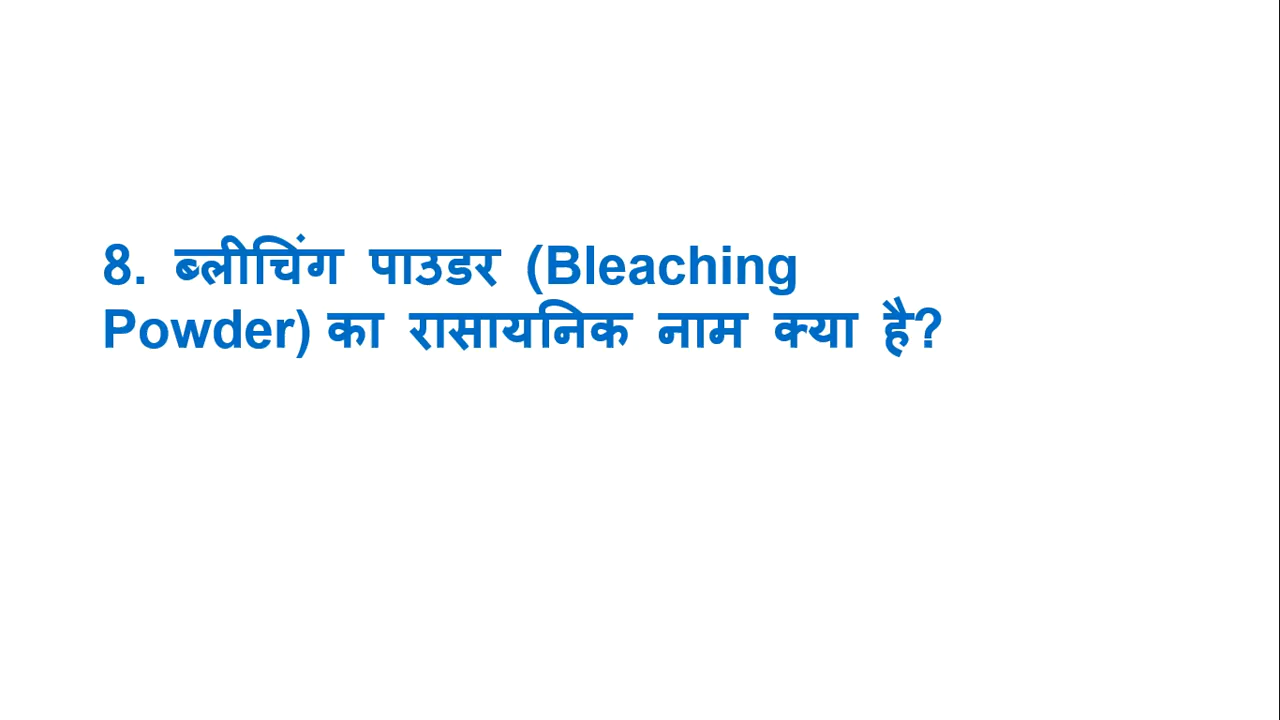 8. ब्लीचिंग पाउडर (Bleaching
Powder) का रासायनिक नाम क्या है?